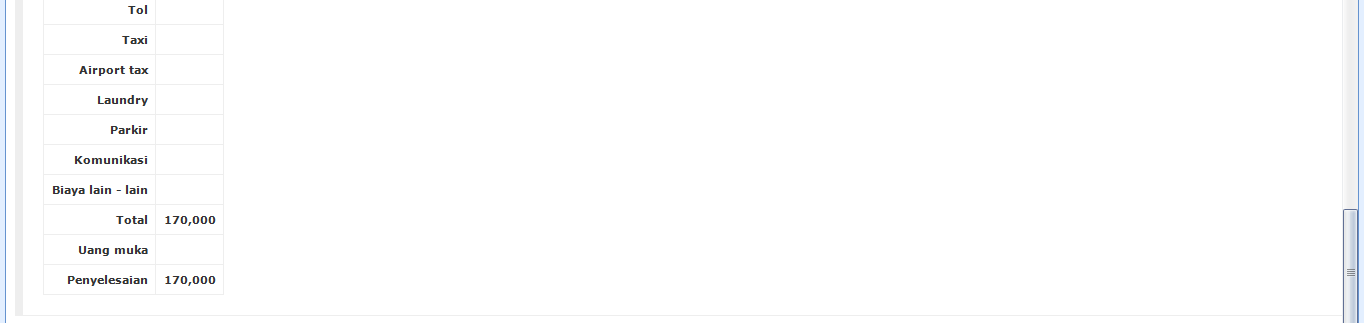 Tol
Taxi
Airport tax
Laundry
Parkir
Komunikasi
Biaya lain - lain
Total 170,000
Uang muka
Penyelesaian 170,000